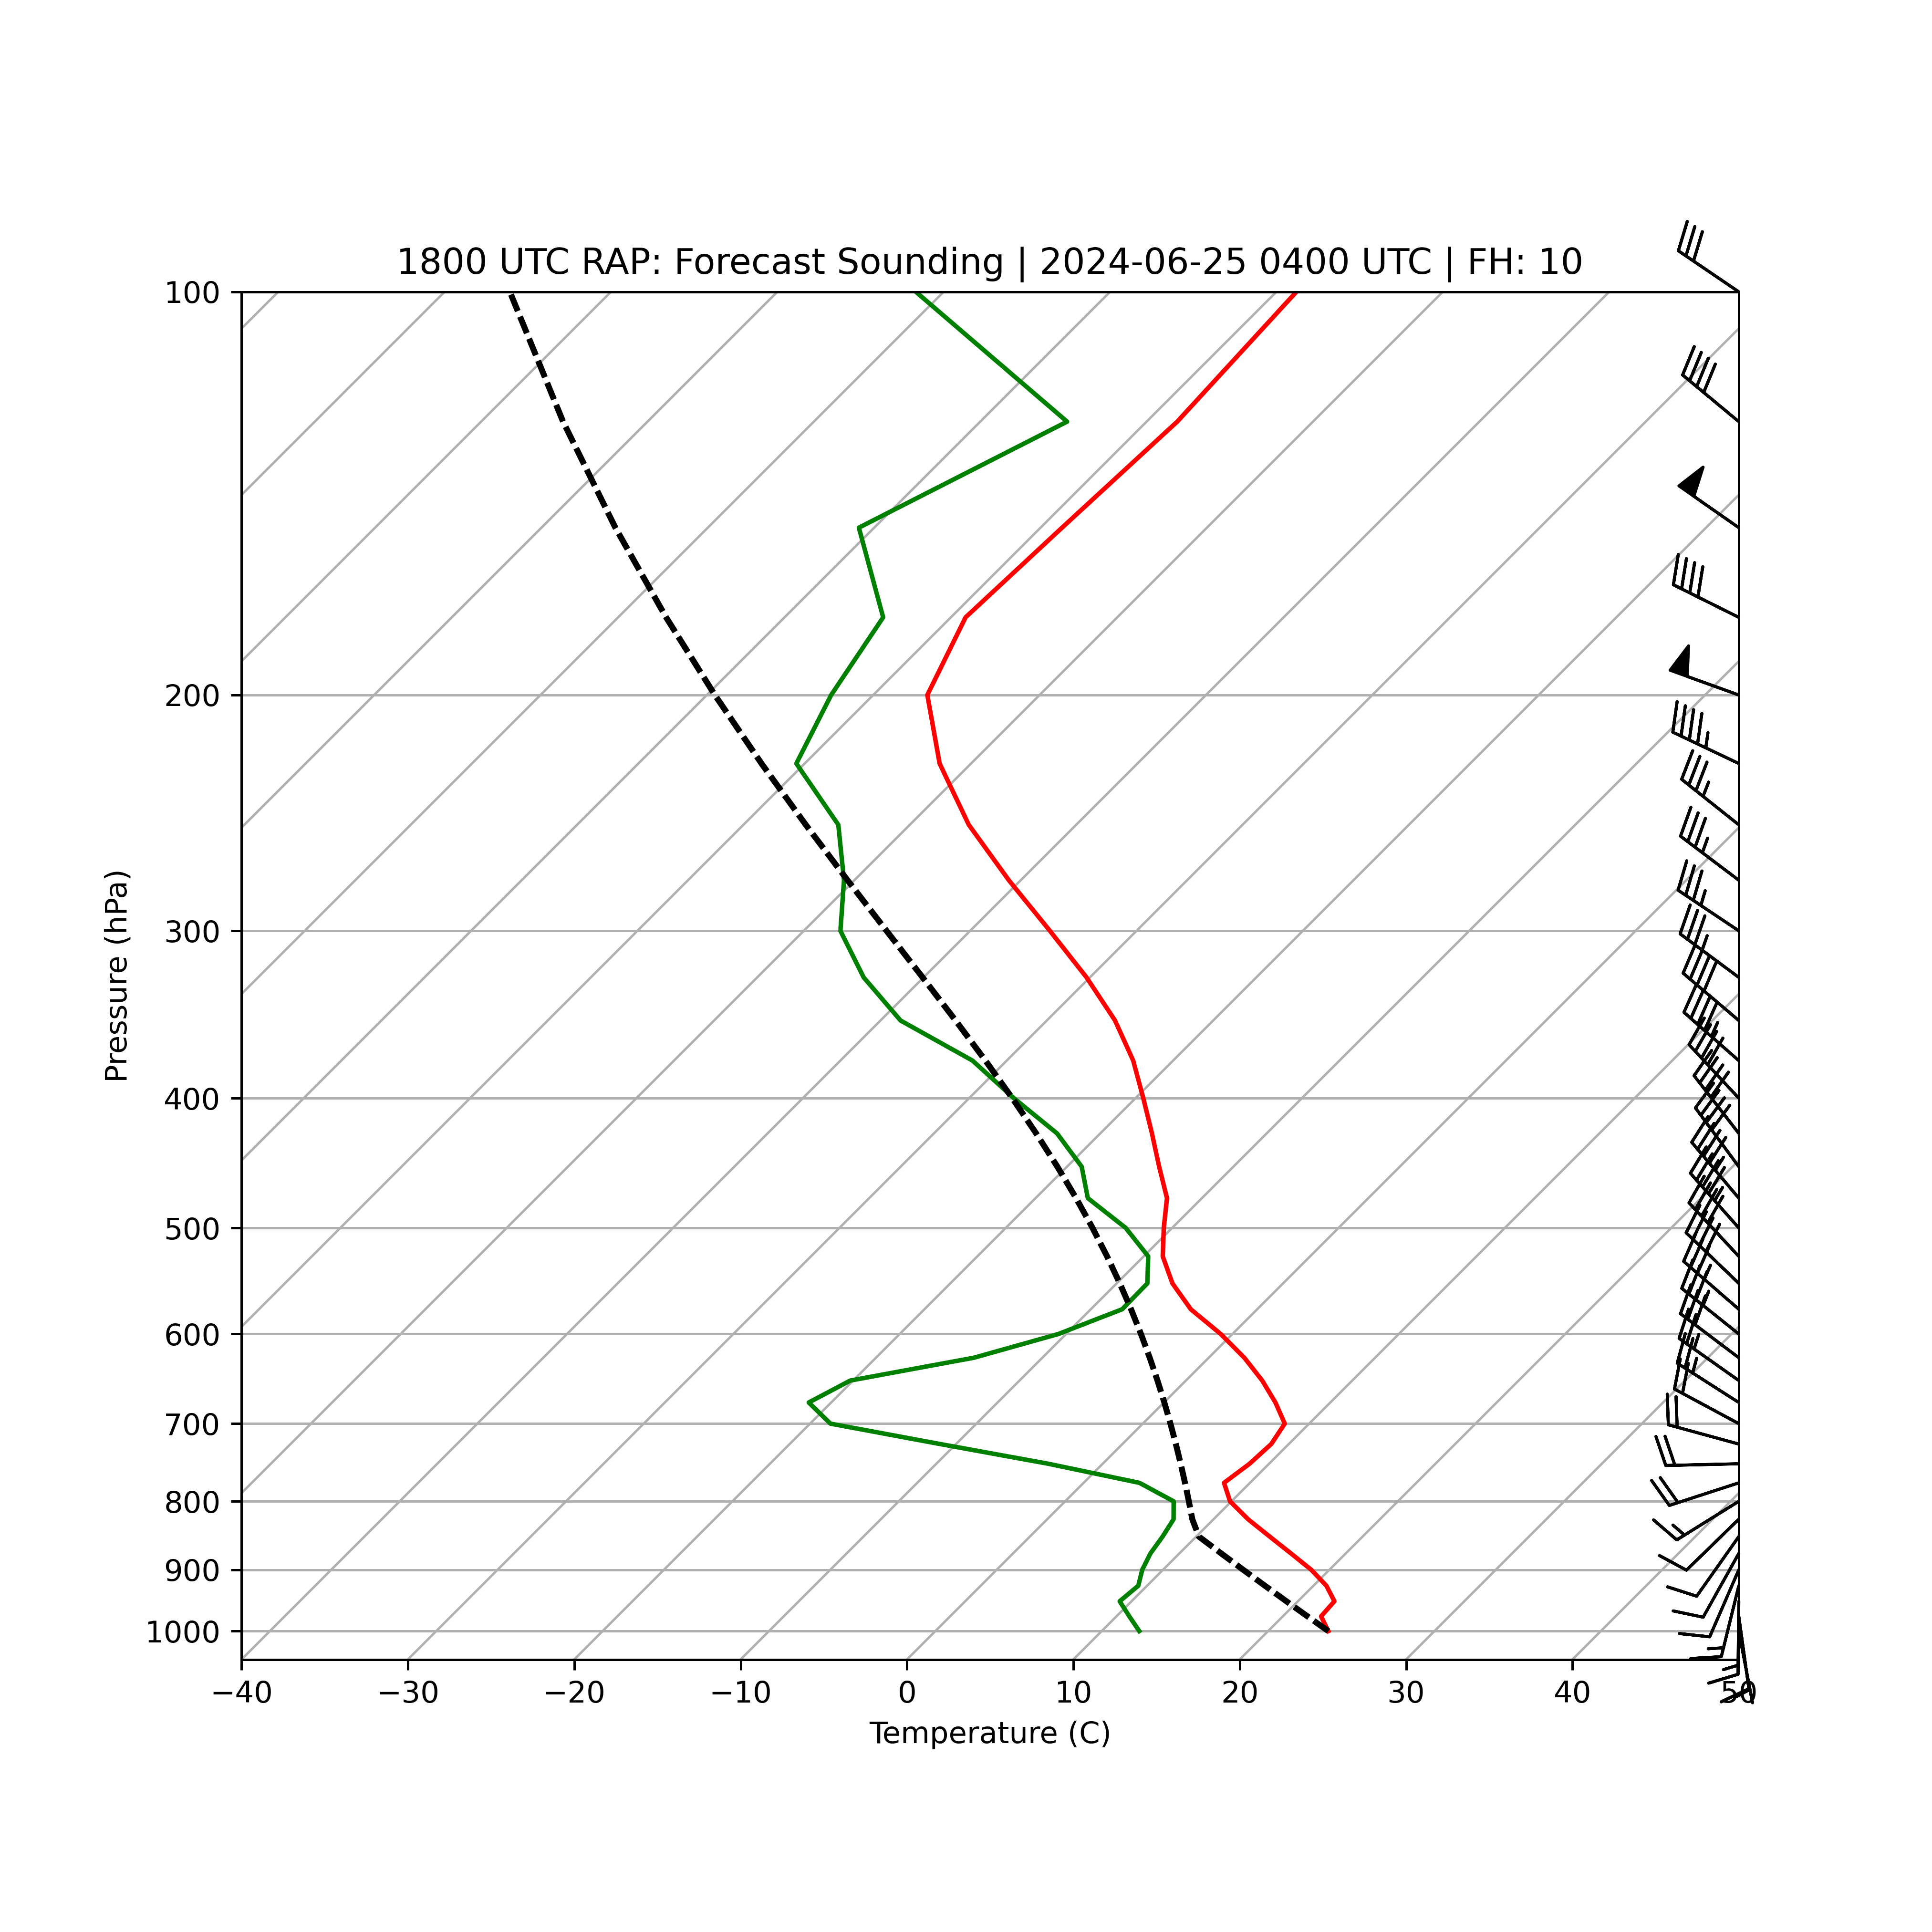 1800 UTC RAP: Forecast Sounding | 2024-06-25 0400 UTC | FH: 10
100
200
300
400
500
600
700
800
900
1000
Pressure (hPa)
−40 −30 −20 −10 0 10 20 30 40 50
Temperature (C)